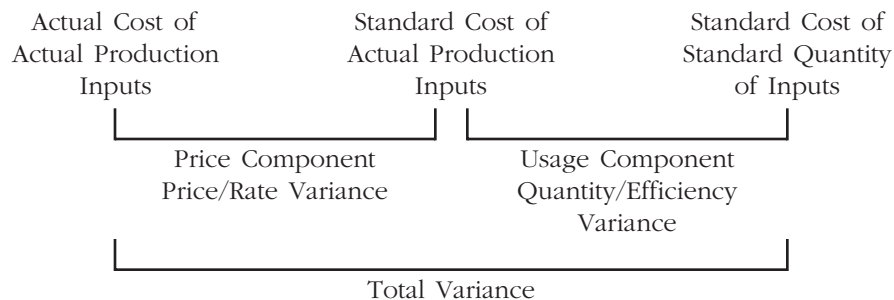 Actual Cost of
Actual Production
Inputs
Standard Cost of
Actual Production
Inputs
Standard Cost of
Standard Quantity
of Inputs
Price Component
Price/Rate Variance
Usage Component
Quantity/Efficiency
Variance
Total Variance